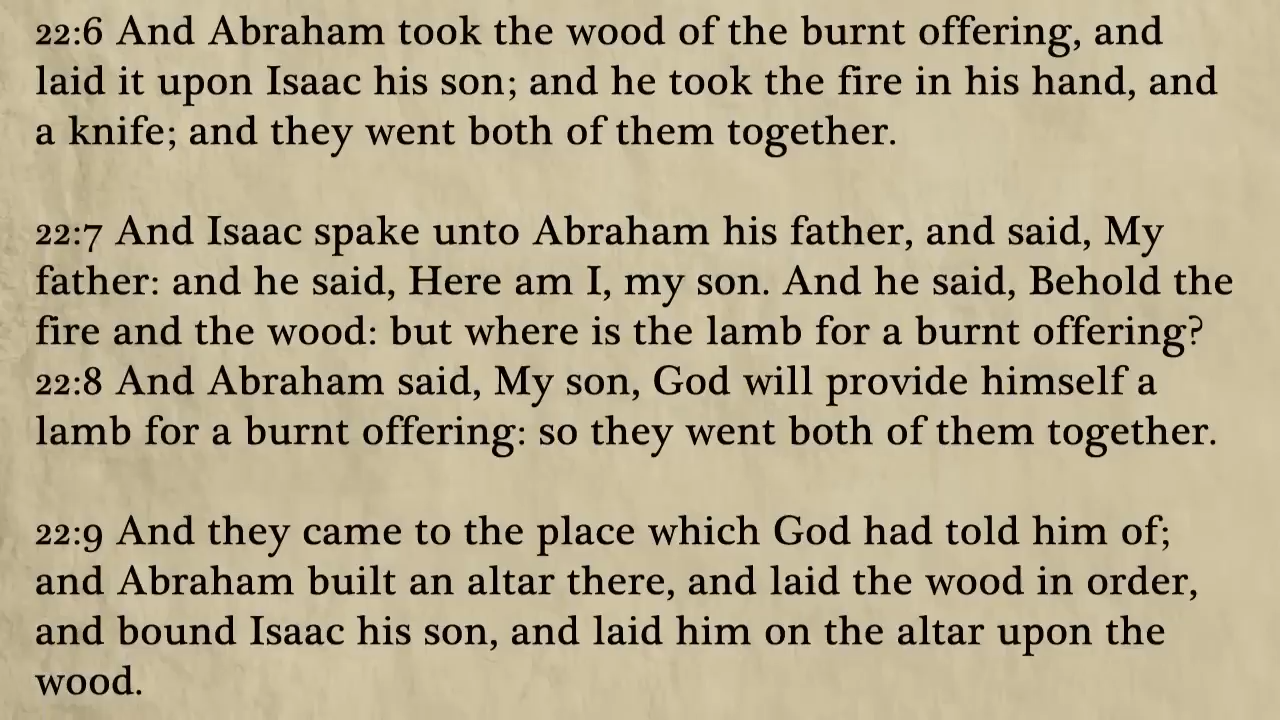 22:6 And Abraham took the wood of the burnt offering, and
laid it upon Isaac his son; and he took the fire in his hand, and
a knife; and they went both of them together.
22:7 And Isaac spake unto Abraham his father, and said, My
father: and he said, Here am I, my son. And he said, Behold the
fire and the wood: but where is the lamb for a burnt offering?
22:8 And Abraham said, My son, God will provide himself a
lamb for a burnt offering: so they went both of them together.
22:9 And they came to the place which God had told him of;
and Abraham built an altar there, and laid the wood in order,
and bound Isaac his son, and laid him on the altar upon the
wood.